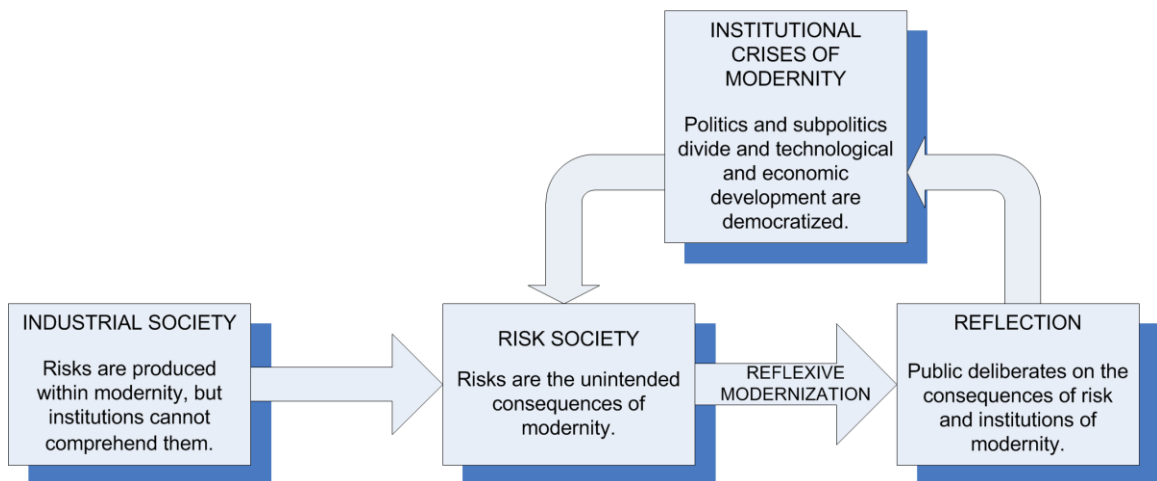 INSTITUTIONAL
CRISES OF
MODERNITY
Politics and subpolitics
divide and technological
and economic
development are
democratized.
INDUSTRIAL SOCIETY
Risks are produced
within modernity, but
institutions cannot
comprehend them.
RISK SOCIETY
Risks are the unintended
consequences of
modernity.
REFLEXIVE
MODERNIZATION
REFLECTION
Public deliberates on the
consequences of risk
and institutions of
modernity.